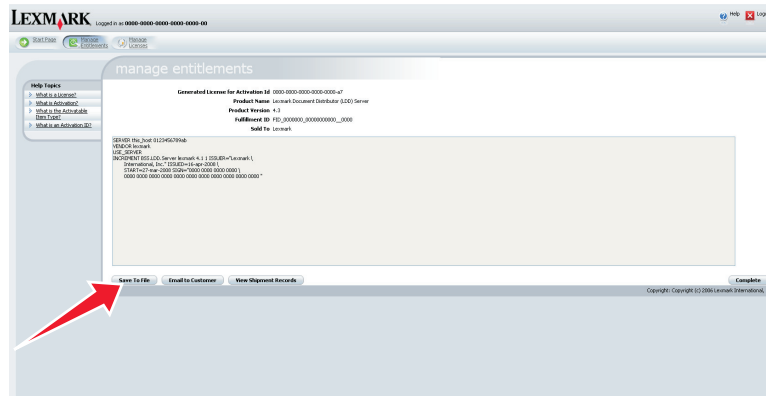 LEXMARK Logged in as 0000-0000-0000-0000-0000-00
Help
Start Page
Manage
Entitlements
Manage
Licenses
manage entitlements
Help Topics
What is a License?
What is Activation?
What is the Activatable
Item Type?
What is an Activation ID?
Generated License for Activation Id 0000-0000-0000-0000-0000-a7
Product Name Lexmark Document Distributor (LDD) Server
Product Version 4.3
Fulfillment ID
Sold To Lexmark
SERVER this_host 0123456789ab
VENDOR lexmark
USE_SERVER
INCREMENT BSS.LDD.Server lexmark 4.1 1 ISSUER="Lexmark \
International, Inc." ISSUED=16-apr-2008 \
START=27-mar-2008 SIGN="0000 0000 0000 0000 \
0000 0000 0000 0000 0000 0000 0000 0000 0000 0000 0000 "
Save To File
Email to Customer
View Shipment Records
Complete
Copyright: Copyright (c) 2006 Lexmark International,